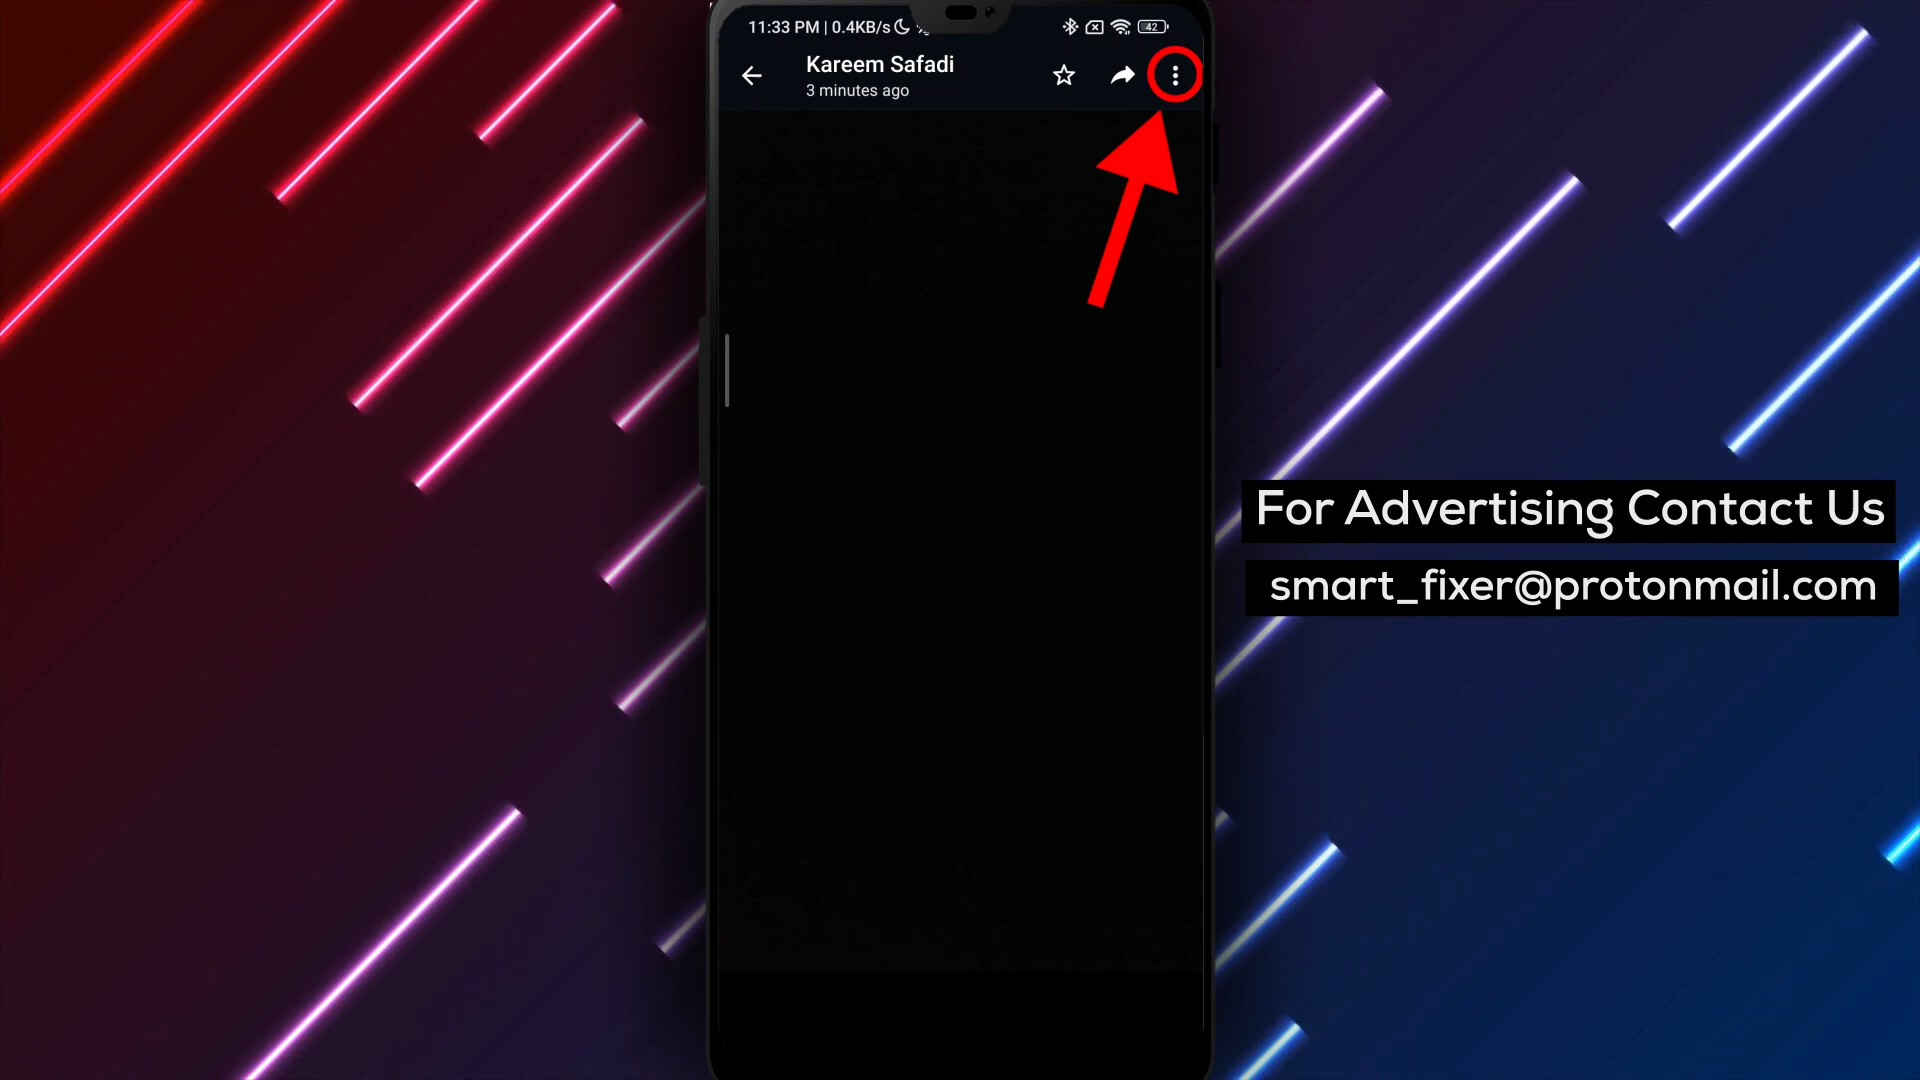 11:33 PM | 0.4KB/s
42
Kareem Safadi
3 minutes ago
For Advertising Contact Us
smart_fixer@protonmail.com